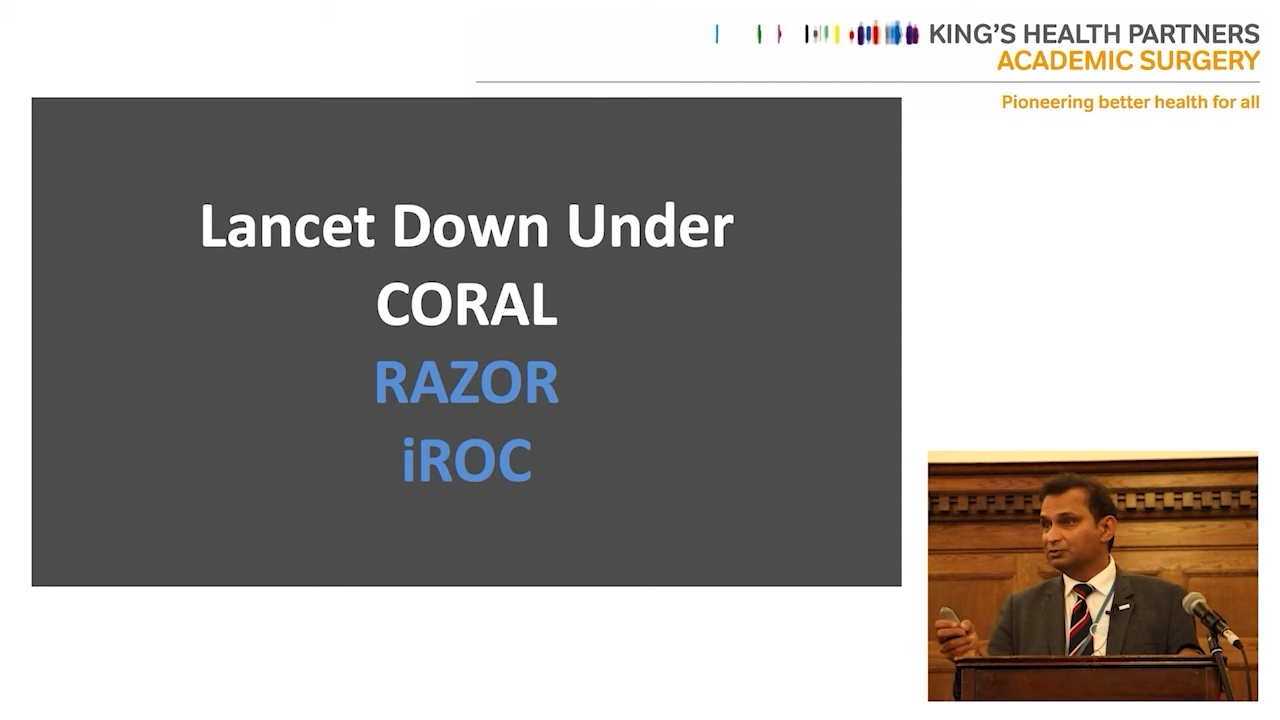 KING'S HEALTH PARTNERS
ACADEMIC SURGERY
Pioneering better health for all
Lancet Down Under
CORAL
RAZOR
iROC